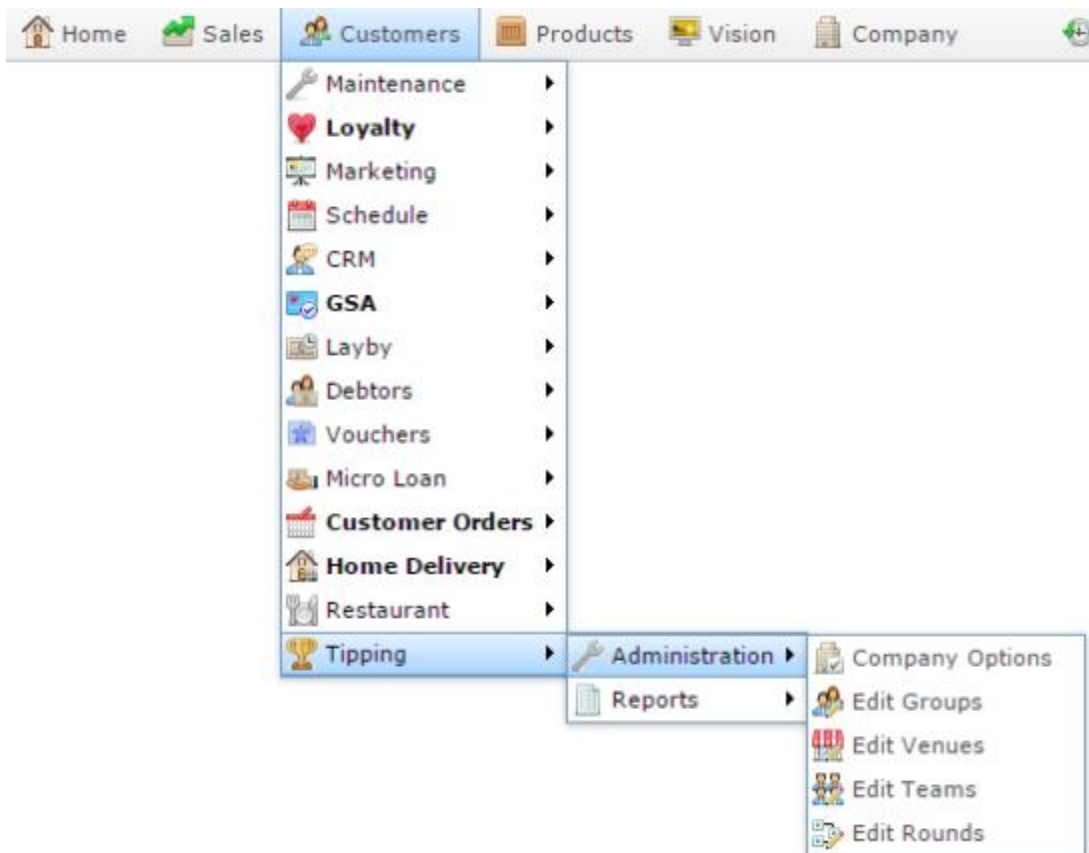 Home Sales Customers Products Vision Company
Maintenance
Loyalty
Marketing
Schedule
CRM
GSA
Layby
Debtors
Vouchers
Micro Loan
Customer Orders
Home Delivery
Restaurant
Tipping Administration Company Options
Reports Edit Groups
Edit Venues
Edit Teams
Edit Rounds